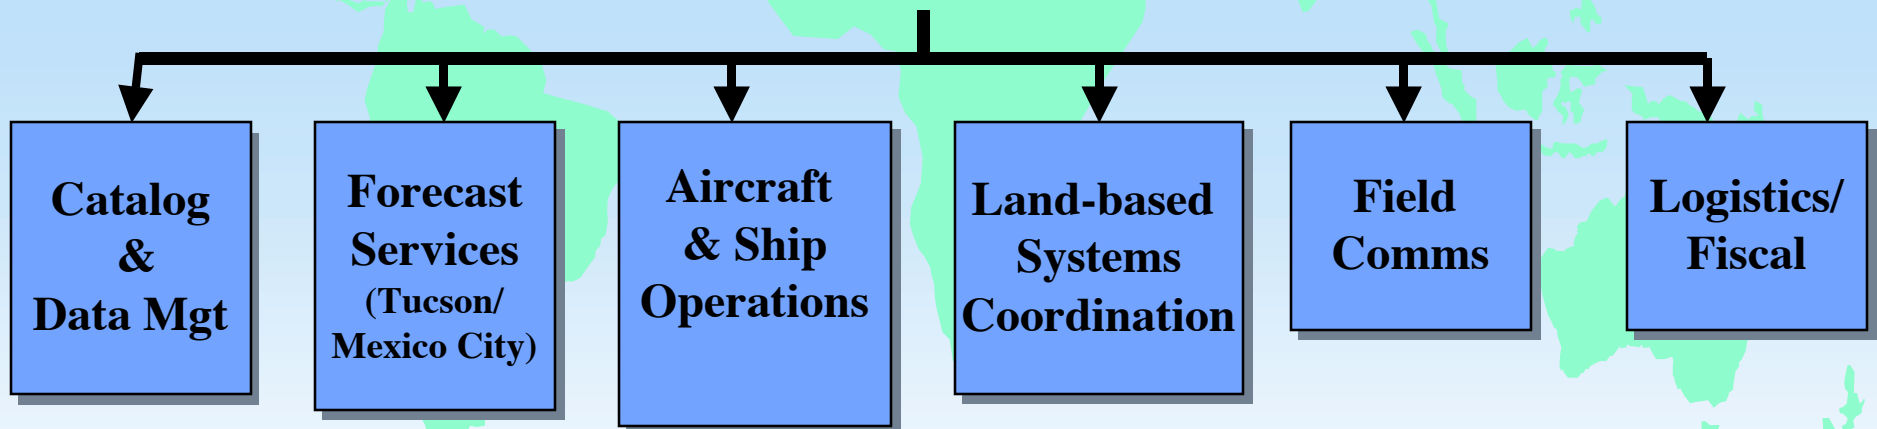 Catalog
&
Data Mgt
Forecast
Services
(Tucson/
Mexico City)
Aircraft
& Ship
Operations
Land-based
Systems
Coordination
Field
Comms
Logistics/
Fiscal